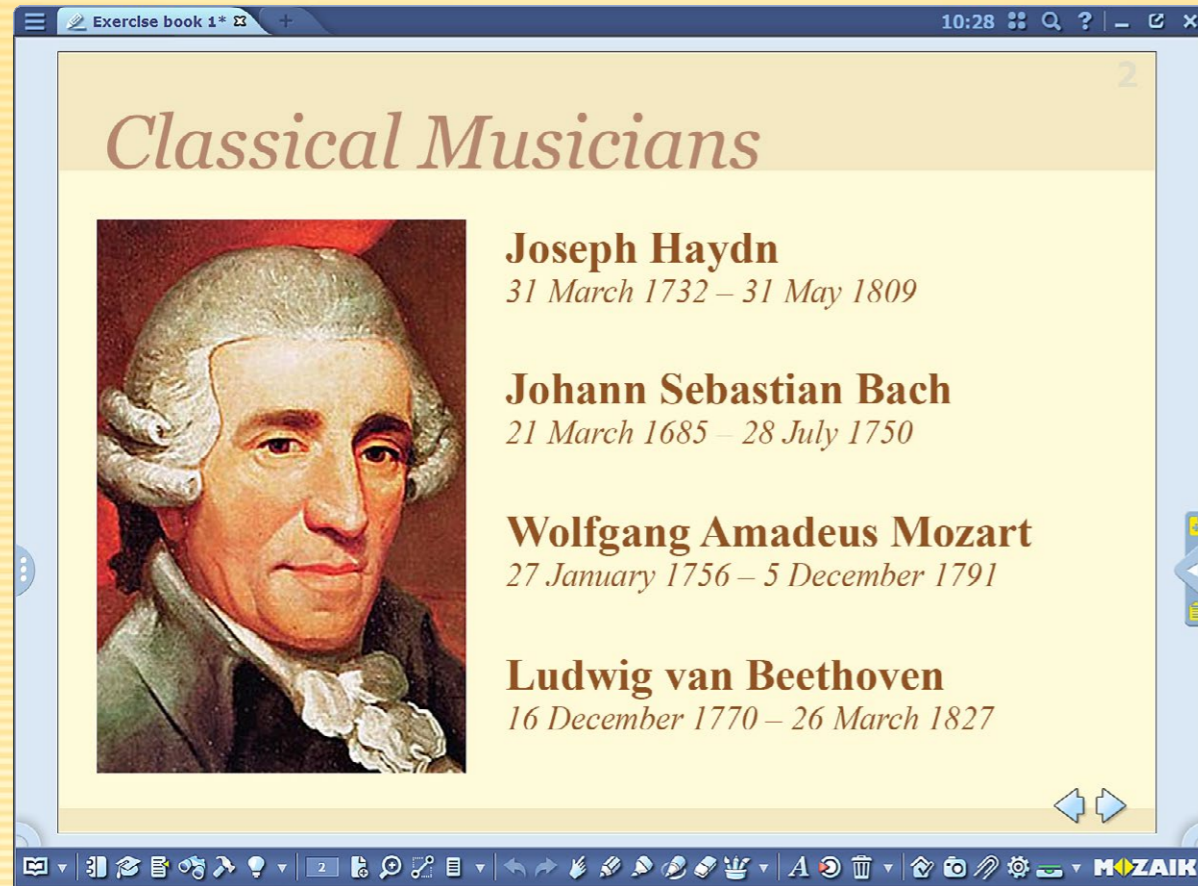 Exercise book 1*
10:28
2
Classical Musicians
Joseph Haydn
31 March 1732 – 31 May 1809
Johann Sebastian Bach
21 March 1685 – 28 July 1750
Wolfgang Amadeus Mozart
27 January 1756 – 5 December 1791
Ludwig van Beethoven
16 December 1770 – 26 March 1827
2
MOZAIK